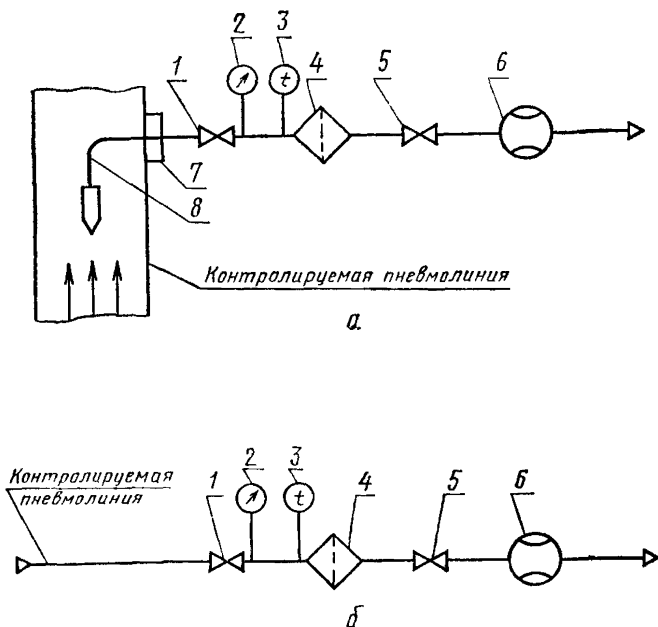 1
2
3
4
5
6
7
8
t
Контролируемая пневмолиния
а
Контролируемая
пневмолиния
1
2
3
4
5
6
t
б